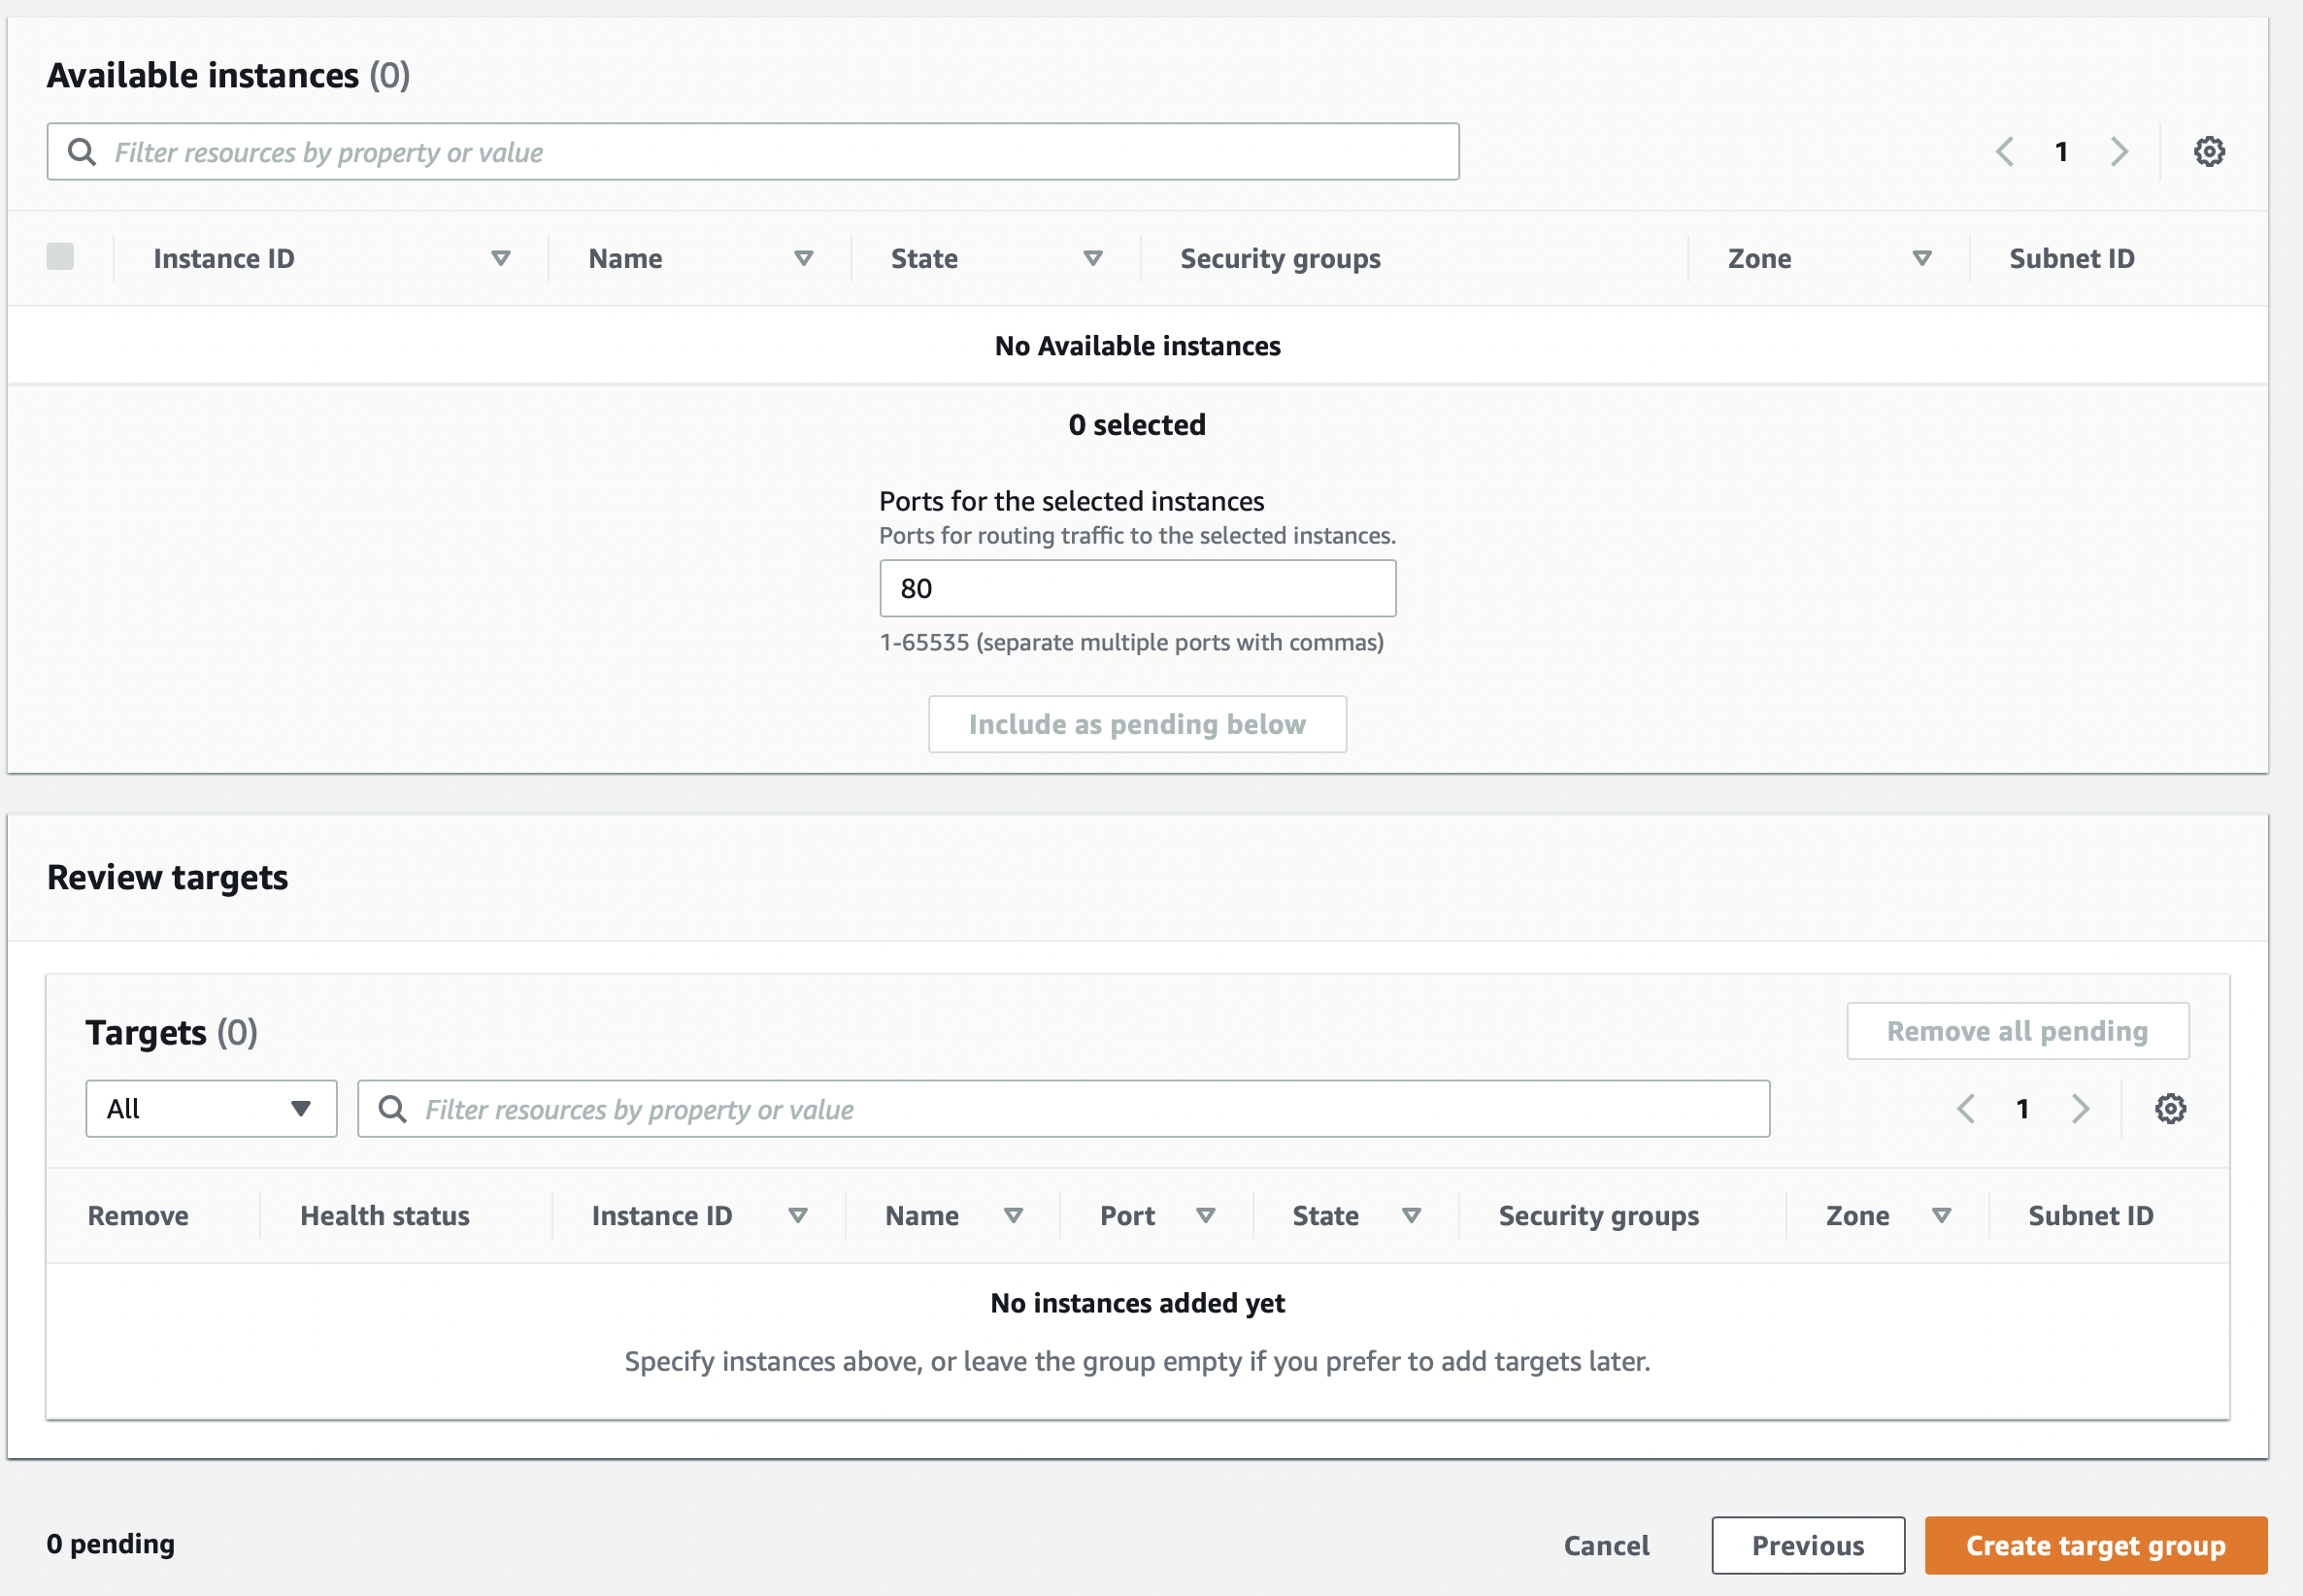 Available instances (0)
Filter resources by property or value
1
Instance ID Name State Security groups Zone Subnet ID
No Available instances
0 selected
Ports for the selected instances
Ports for routing traffic to the selected instances.
80
1-65535 (separate multiple ports with commas)
Include as pending below
Review targets
Targets (0)
Remove all pending
All
Filter resources by property or value
1
Remove Health status Instance ID Name Port State Security groups Zone Subnet ID
No instances added yet
Specify instances above, or leave the group empty if you prefer to add targets later.
0 pending
Cancel
Previous
Create target group